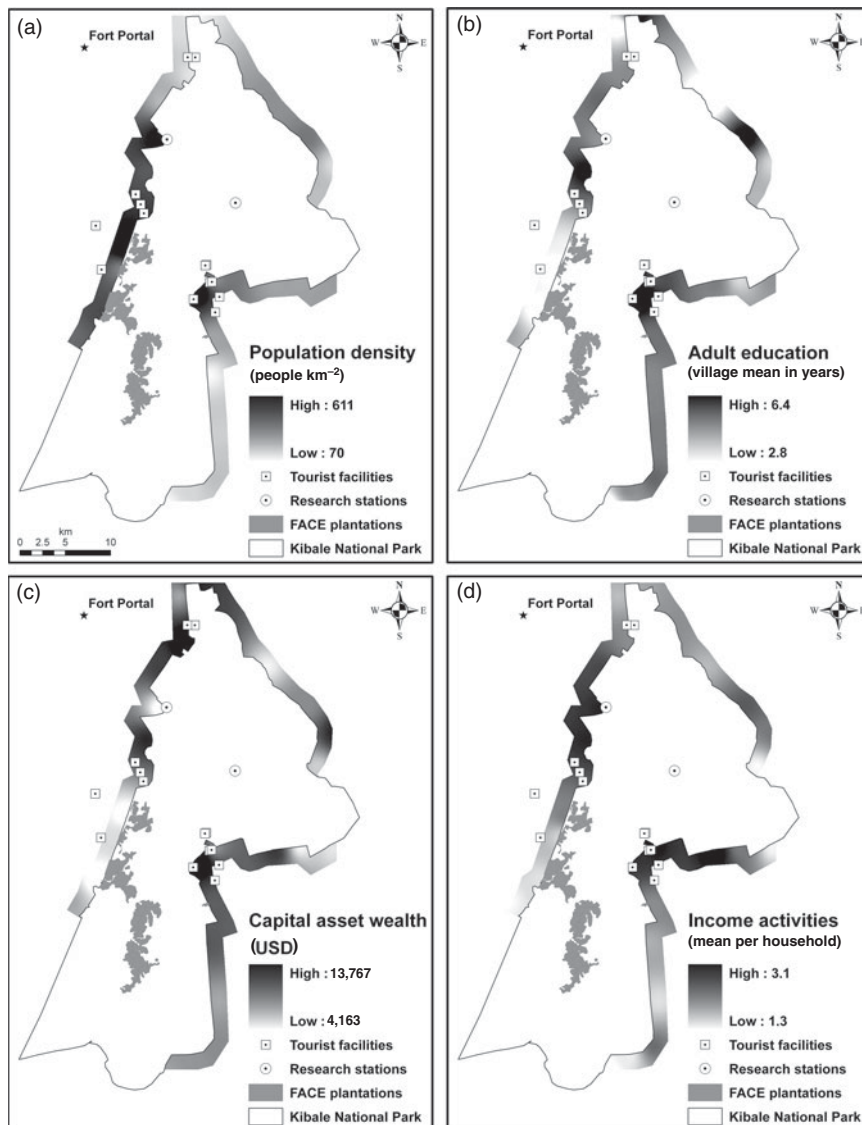 (a)
Fort Portal
N
W E
S
Population density
(people km⁻²)
High : 611
Low : 70
Tourist facilities
Research stations
FACE plantations
Kibale National Park
km
0 2.5 5 10
(b)
Fort Portal
N
W E
S
Adult education
(village mean in years)
High : 6.4
Low : 2.8
Tourist facilities
Research stations
FACE plantations
Kibale National Park
(c)
Fort Portal
N
W E
S
Capital asset wealth
(USD)
High : 13,767
Low : 4,163
Tourist facilities
Research stations
FACE plantations
Kibale National Park
(d)
Fort Portal
N
W E
S
Income activities
(mean per household)
High : 3.1
Low : 1.3
Tourist facilities
Research stations
FACE plantations
Kibale National Park